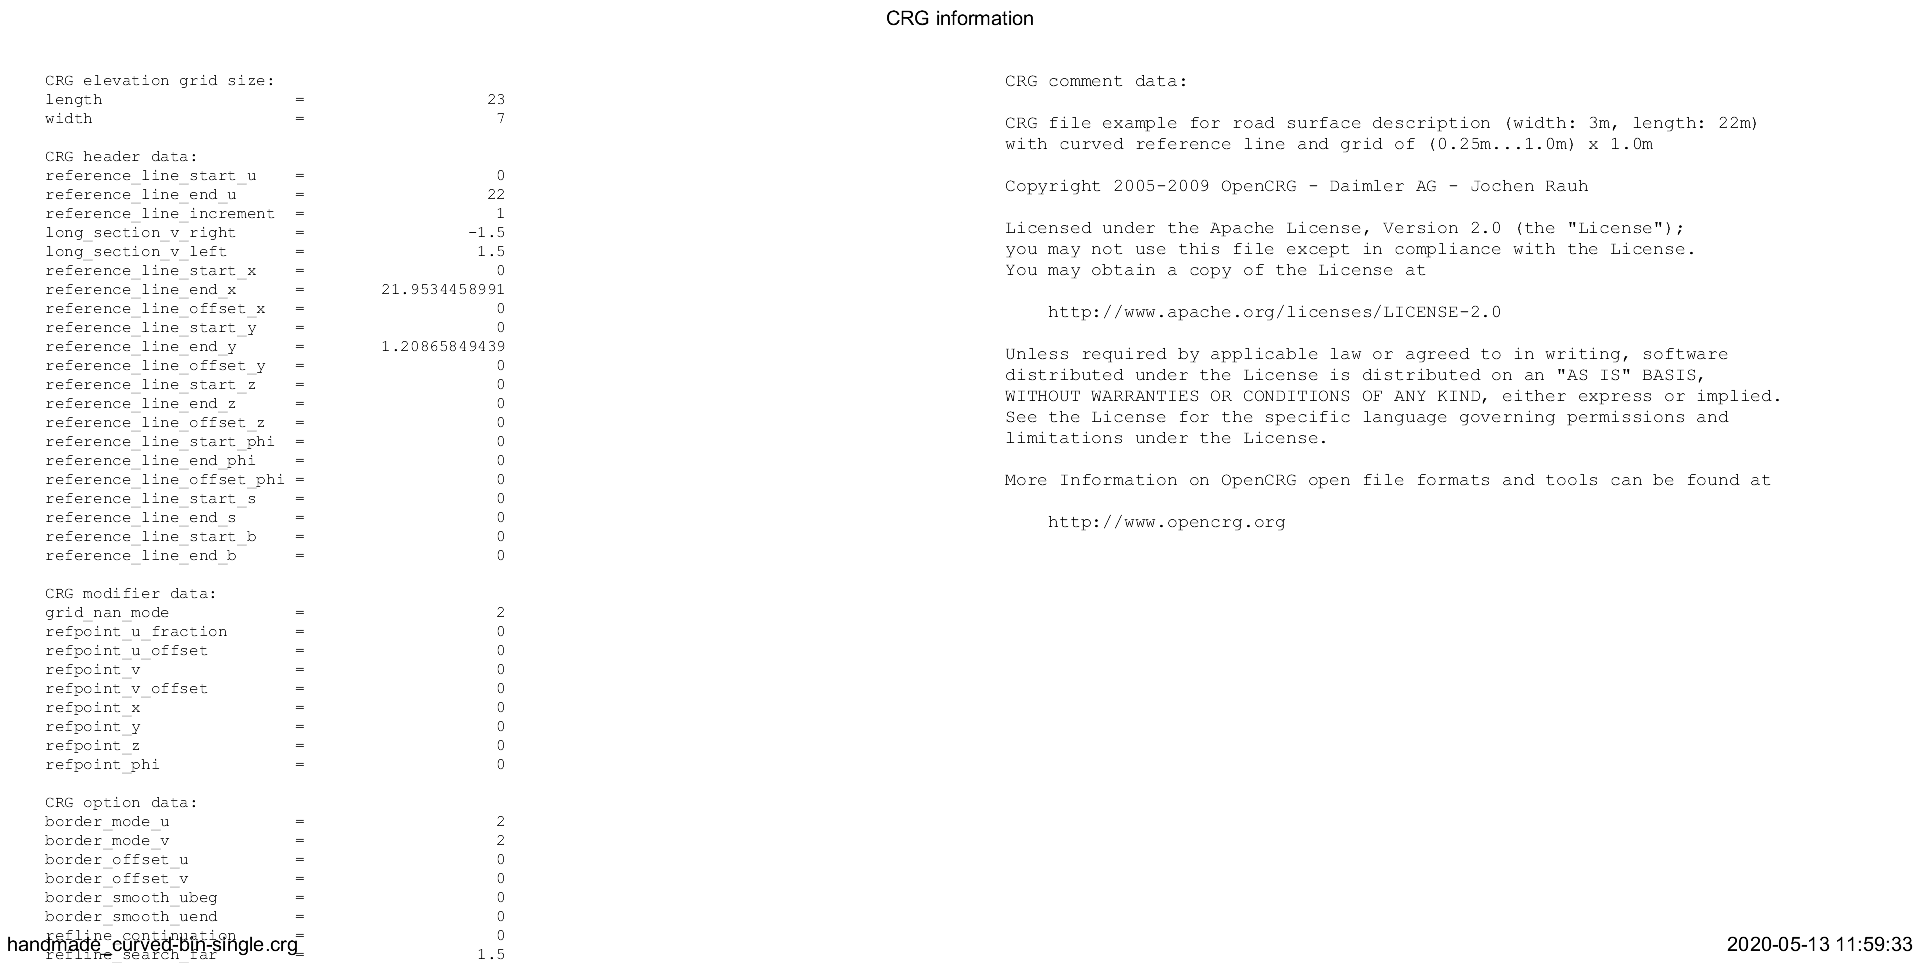 CRG information
CRG elevation grid size:
length = 23
width = 7
CRG header data:
reference_line_start_u = 0
reference_line_end_u = 22
reference_line_increment = 1
long_section_v_right = -1.5
long_section_v_left = 1.5
reference_line_start_x = 0
reference_line_end_x = 21.9534458991
reference_line_offset_x = 0
reference_line_start_y = 0
reference_line_end_y = 1.20865849439
reference_line_offset_y = 0
reference_line_start_z = 0
reference_line_end_z = 0
reference_line_offset_z = 0
reference_line_start_phi = 0
reference_line_end_phi = 0
reference_line_offset_phi = 0
reference_line_start_s = 0
reference_line_end_s = 0
reference_line_start_b = 0
reference_line_end_b = 0
CRG modifier data:
grid_nan_mode = 2
refpoint_u_fraction = 0
refpoint_u_offset = 0
refpoint_v = 0
refpoint_v_offset = 0
refpoint_x = 0
refpoint_y = 0
refpoint_z = 0
refpoint_phi = 0
CRG option data:
border_mode_u = 2
border_mode_v = 2
border_offset_u = 0
border_offset_v = 0
border_smooth_ubeg = 0
border_smooth_uend = 0
refline_continuation = 0
refline_search_far = 1.5
CRG comment data:
CRG file example for road surface description (width: 3m, length: 22m)
with curved reference line and grid of (0.25m...1.0m) x 1.0m
Copyright 2005-2009 OpenCRG - Daimler AG - Jochen Rauh
Licensed under the Apache License, Version 2.0 (the "License");
you may not use this file except in compliance with the License.
You may obtain a copy of the License at
http://www.apache.org/licenses/LICENSE-2.0
Unless required by applicable law or agreed to in writing, software
distributed under the License is distributed on an "AS IS" BASIS,
WITHOUT WARRANTIES OR CONDITIONS OF ANY KIND, either express or implied.
See the License for the specific language governing permissions and
limitations under the License.
More Information on OpenCRG open file formats and tools can be found at
http://www.opencrg.org
handmade_curved-bin-single.crg
2020-05-13 11:59:33